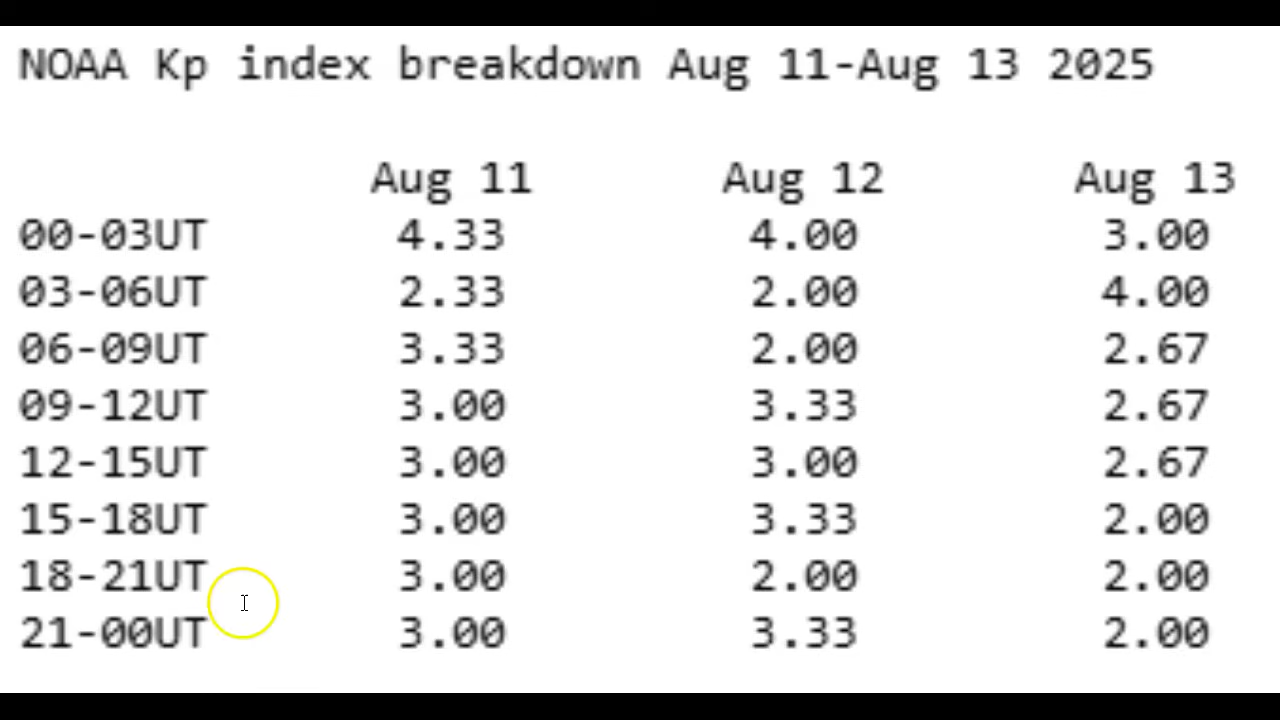 NOAA Kp index breakdown Aug 11-Aug 13 2025
Aug 11 Aug 12 Aug 13
00-03UT 4.33 4.00 3.00
03-06UT 2.33 2.00 4.00
06-09UT 3.33 2.00 2.67
09-12UT 3.00 3.33 2.67
12-15UT 3.00 3.00 2.67
15-18UT 3.00 3.33 2.00
18-21UT 3.00 2.00 2.00
21-00UT 3.00 3.33 2.00